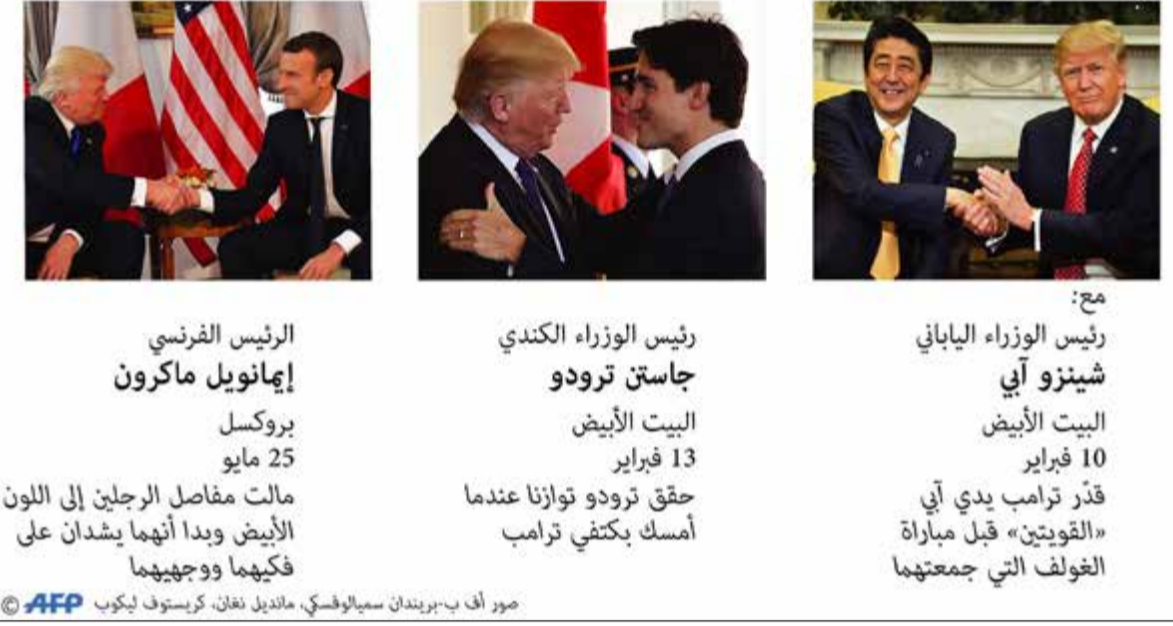 مع:
رئيس الوزراء الياباني
شينزو آبي
البيت الأبيض
10 فبراير
قدّر ترامب يدي آبي
«القويتين» قبل مباراة
الغولف التي جمعتهما
رئيس الوزراء الكندي
جاستن ترودو
البيت الأبيض
13 فبراير
حقق ترودو توازنا عندما
أمسك بكتفي ترامب
الرئيس الفرنسي
إيمانويل ماكرون
بروكسل
25 مايو
مالت مفاصل الرجلين إلى اللون
الأبيض وبدا أنهما يشدان على
فكيهما ووجهيهما
صور أف ب-بريندان سميالوفسكي، مانديل نغان، كريستوف ليكوب AFP ©